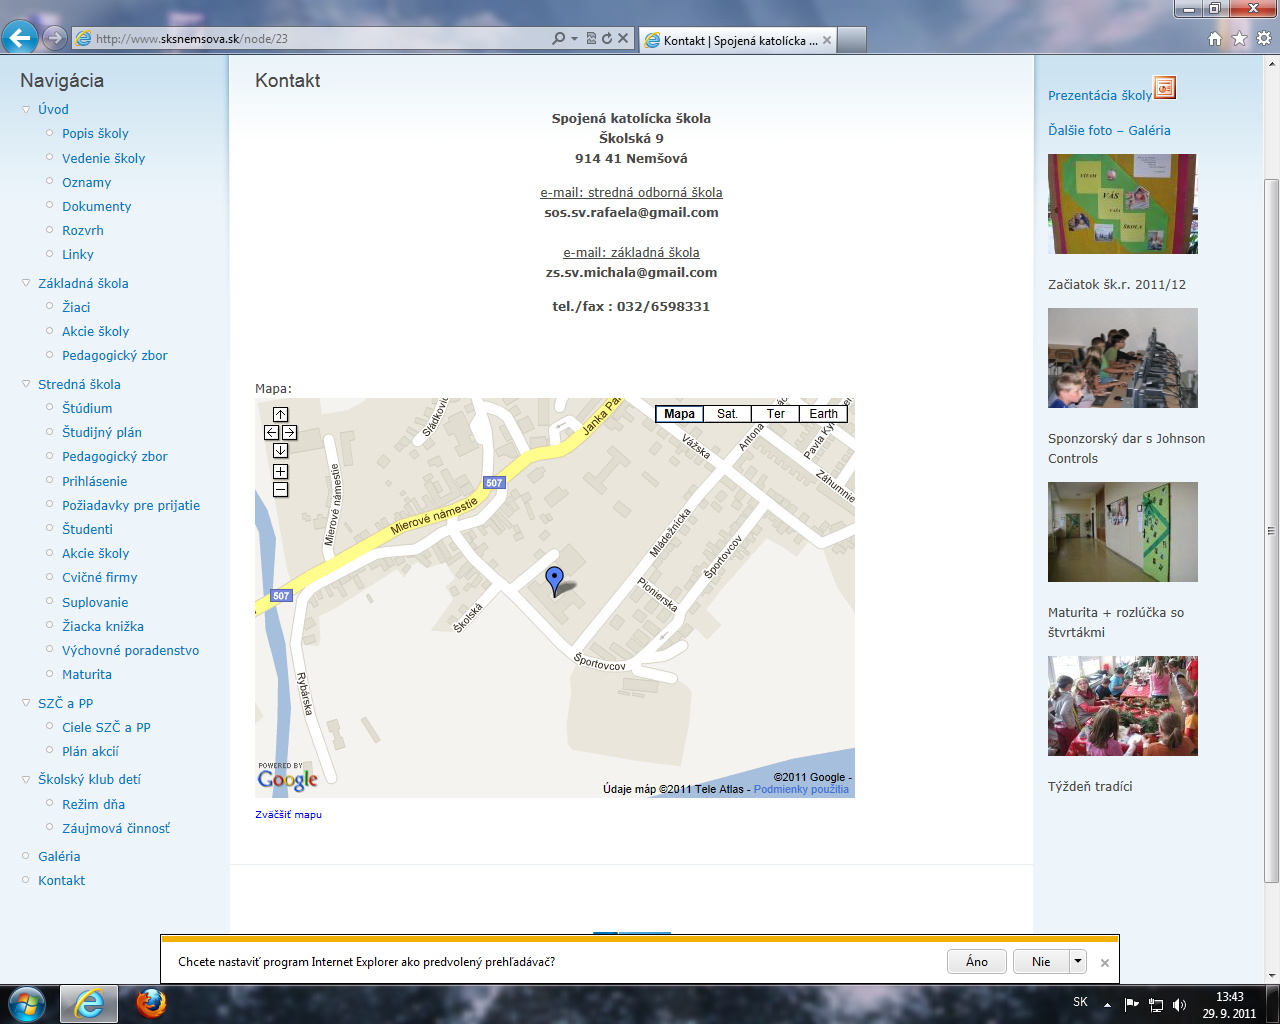 http://www.sksnemsova.sk/node/23
Kontakt | Spojená katolícka ...
Navigácia
Úvod
Popis školy
Vedenie školy
Oznamy
Dokumenty
Rozvrh
Linky
Základná škola
Žiaci
Akcie školy
Pedagogický zbor
Stredná škola
Štúdium
Študijný plán
Pedagogický zbor
Prihlásenie
Požiadavky pre prijatie
Študenti
Akcie školy
Cvičné firmy
Suplovanie
Žiacka knižka
Výchovné poradenstvo
Maturita
SZČ a PP
Ciele SZČ a PP
Plán akcií
Školský klub detí
Režim dňa
Záujmová činnosť
Galéria
Kontakt
Kontakt
Spojená katolícka škola
Školská 9
914 41 Nemšová
e-mail: stredná odborná škola
sos.sv.rafaela@gmail.com
e-mail: základná škola
zs.sv.michala@gmail.com
tel./fax : 032/6598331
Mapa:
Mapa
Sat.
Ter
Earth
Sládkovic
Janka Pa
Vážska
Antona
Pavla Ky
Záhumnie
507
Mierové námestie
Mierové námestie
Mládežnícka
Športovcov
Pionierska
507
Školská
Športovcov
Rybárska
POWERED BY
Google
©2011 Google -
Údaje máp ©2011 Tele Atlas - Podmienky použitia
Zväčšiť mapu
Prezentácia školy
Ďalšie foto – Galéria
VÍTAM
VÁS
VAŠA
ŠKOLA
Začiatok šk.r. 2011/12
Sponzorský dar s Johnson
Controls
Maturita + rozlúčka so
štvrtákmi
Týždeň tradíci
Chcete nastaviť program Internet Explorer ako predvolený prehľadávač?
Áno
Nie
SK
13:43
29. 9. 2011